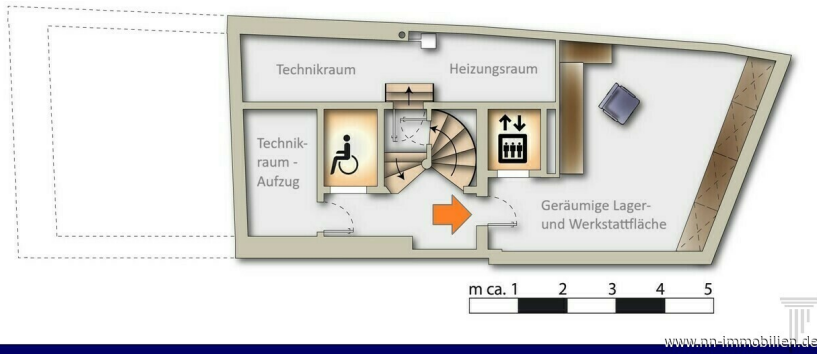 Technikraum
Heizungsraum
Technik-
raum -
Aufzug
Geräumige Lager-
und Werkstattfläche
m ca. 1 2 3 4 5
www.nn-immobilien.de